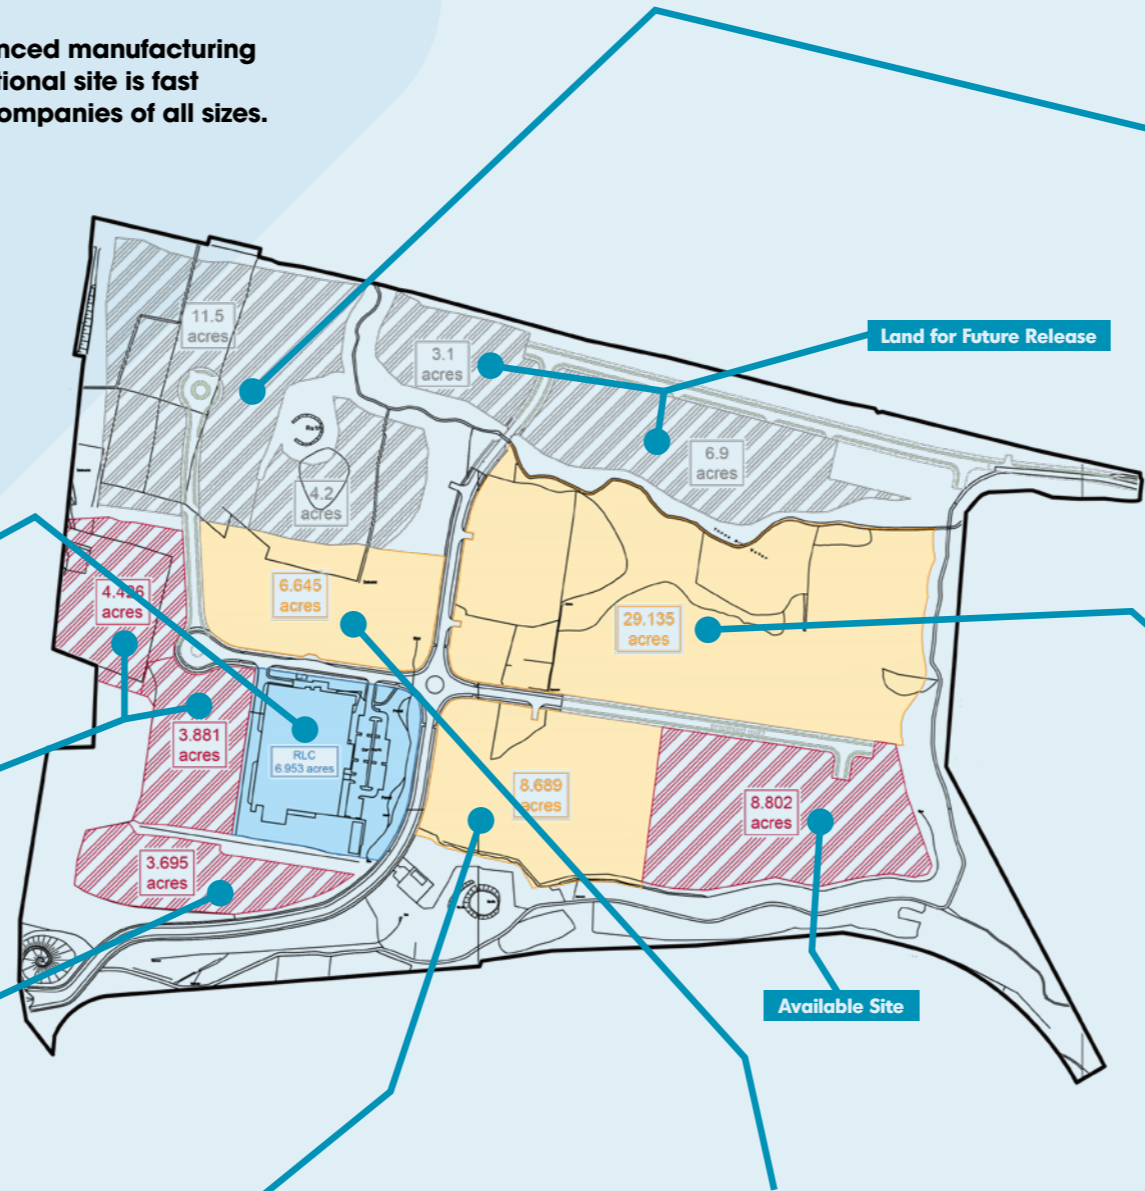 nced manufacturing
tional site is fast
ompanies of all sizes.
11.5
acres
3.1
acres
Land for Future Release
6.9
acres
4.2
acres
6.645
acres
29.135
acres
acres
3.881
acres
RLC
6.953 acres
8.689
acres
8.802
acres
3.695
acres
Available Site